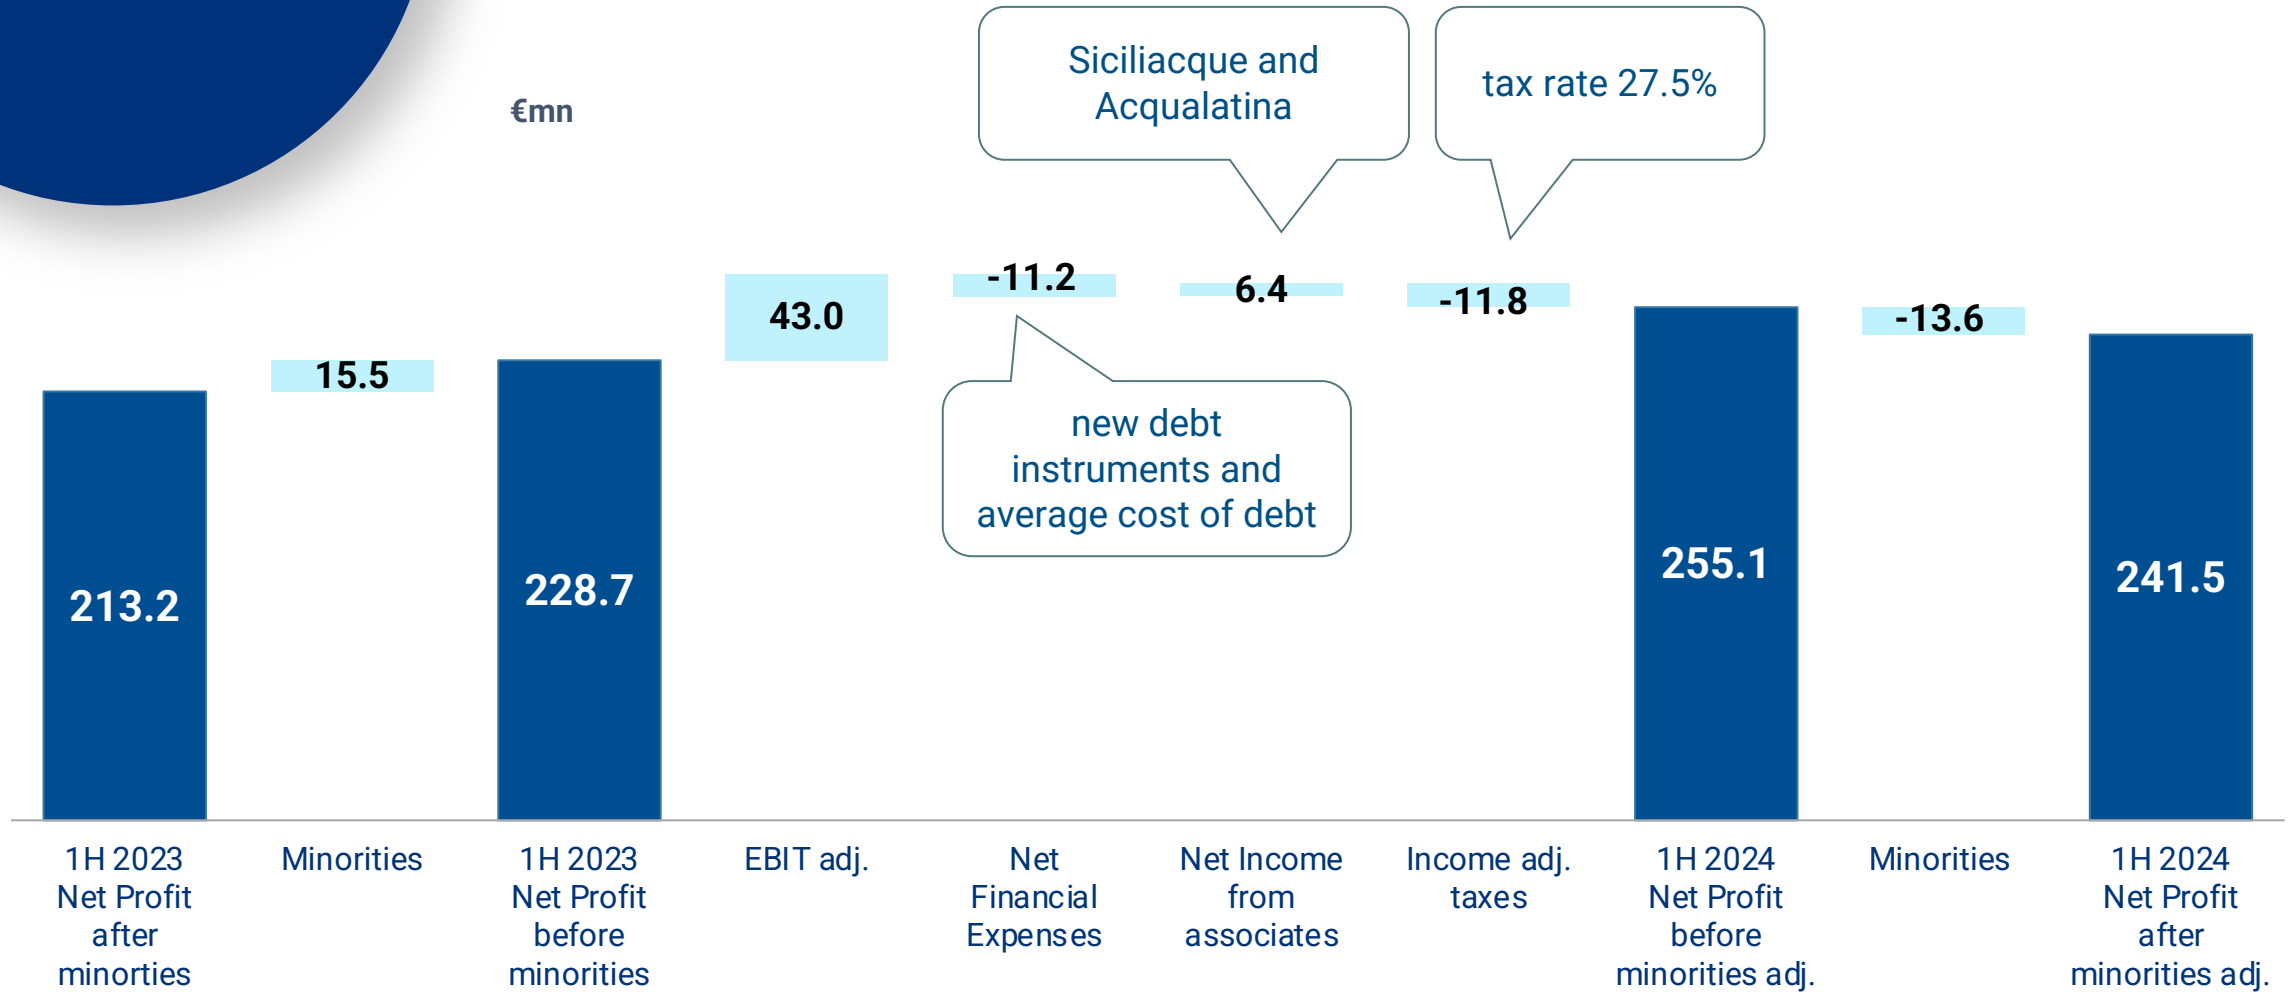 €mn
Siciliacque and
Acqualatina
tax rate 27.5%
213.2
15.5
228.7
43.0
-11.2
6.4
-11.8
255.1
-13.6
241.5
new debt
instruments and
average cost of debt
1H 2023
Net Profit
after
minorties
Minorities
1H 2023
Net Profit
before
minorities
EBIT adj.
Net
Financial
Expenses
Net Income
from
associates
Income adj.
taxes
1H 2024
Net Profit
before
minorities adj.
Minorities
1H 2024
Net Profit
after
minorities adj.